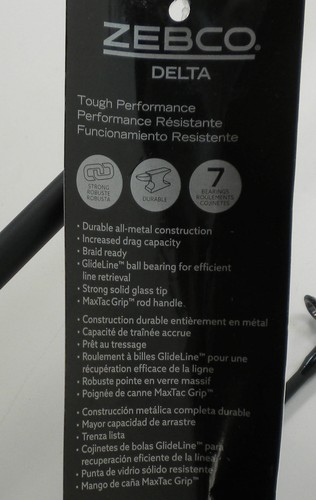 ZEBCO®
DELTA
Tough Performance
Performance Résistante
Funcionamiento Resistente
STRONG
ROBUSTE
ROBUSTA
DURABLE
7
BEARINGS
ROULEMENTS
COJINETES
• Durable all-metal construction
• Increased drag capacity
• Braid ready
• GlideLine™ ball bearing for efficient
line retrieval
• Strong solid glass tip
• MaxTac Grip™ rod handle.
• Construction durable entièrement en métal
• Capacité de traînée accrue
• Prêt au tressage
• Roulement à billes GlideLine™ pour une
récupération efficace de la ligne
• Robuste pointe en verre massif
• Poignée de canne MaxTac Grip™
• Construcción metálica completa durable
• Mayor capacidad de arrastre
• Trenza lista
• Cojinetes de bolas GlideLine™ para
recuperación eficiente de la línea
• Punta de vidrio sólido resistente
• Mango de caña MaxTac Grip™